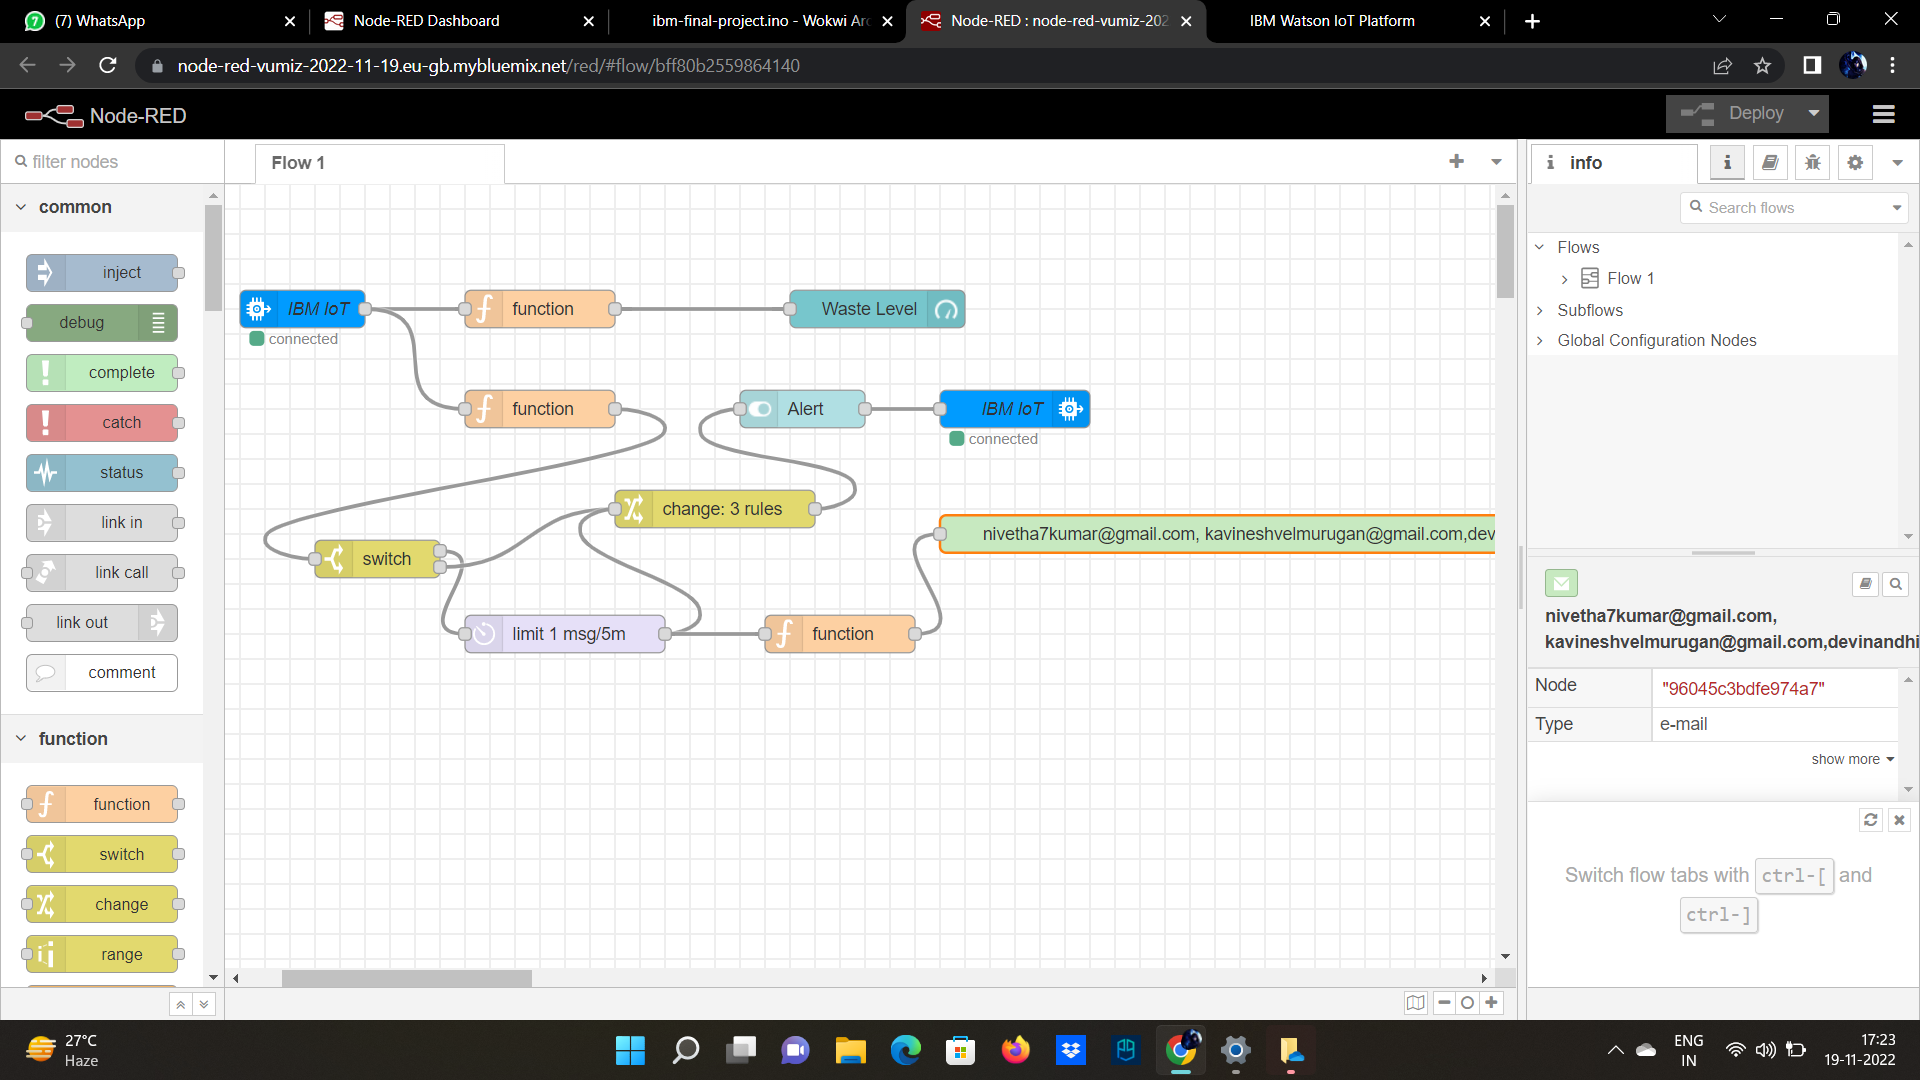 (7) WhatsApp
Node-RED Dashboard
ibm-final-project.ino - Wokwi Ar
Node-RED : node-red-vumiz-202
IBM Watson IoT Platform
node-red-vumiz-2022-11-19.eu-gb.mybluemix.net/red/#flow/bff80b2559864140
Node-RED
Deploy
filter nodes
Flow 1
info
Search flows
common
inject
debug
complete
catch
status
link in
link call
link out
comment
function
function
switch
change
range
IBM IoT
connected
function
Waste Level
function
Alert
IBM IoT
connected
change: 3 rules
nivetha7kumar@gmail.com, kavineshvelmurugan@gmail.com,dev
switch
limit 1 msg/5m
function
Flows
Flow 1
Subflows
Global Configuration Nodes
nivetha7kumar@gmail.com,
kavineshvelmurugan@gmail.com,devinandhi
Node "96045c3bdfe974a7"
Type e-mail
show more
Switch flow tabs with ctrl-[ and
ctrl-]
27°C
Haze
ENG
IN
17:23
19-11-2022